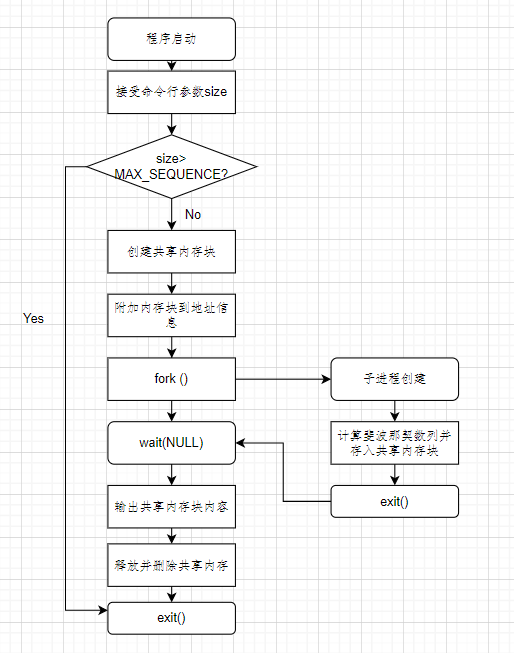 程序启动
接受命令行参数size
size>
MAX_SEQUENCE?
No
创建共享内存块
Yes
附加内存块到地址信
息
fork ()
子进程创建
wait(NULL)
计算斐波那契数列并
存入共享内存块
输出共享内存块内容
exit()
释放并删除共享内存
exit()